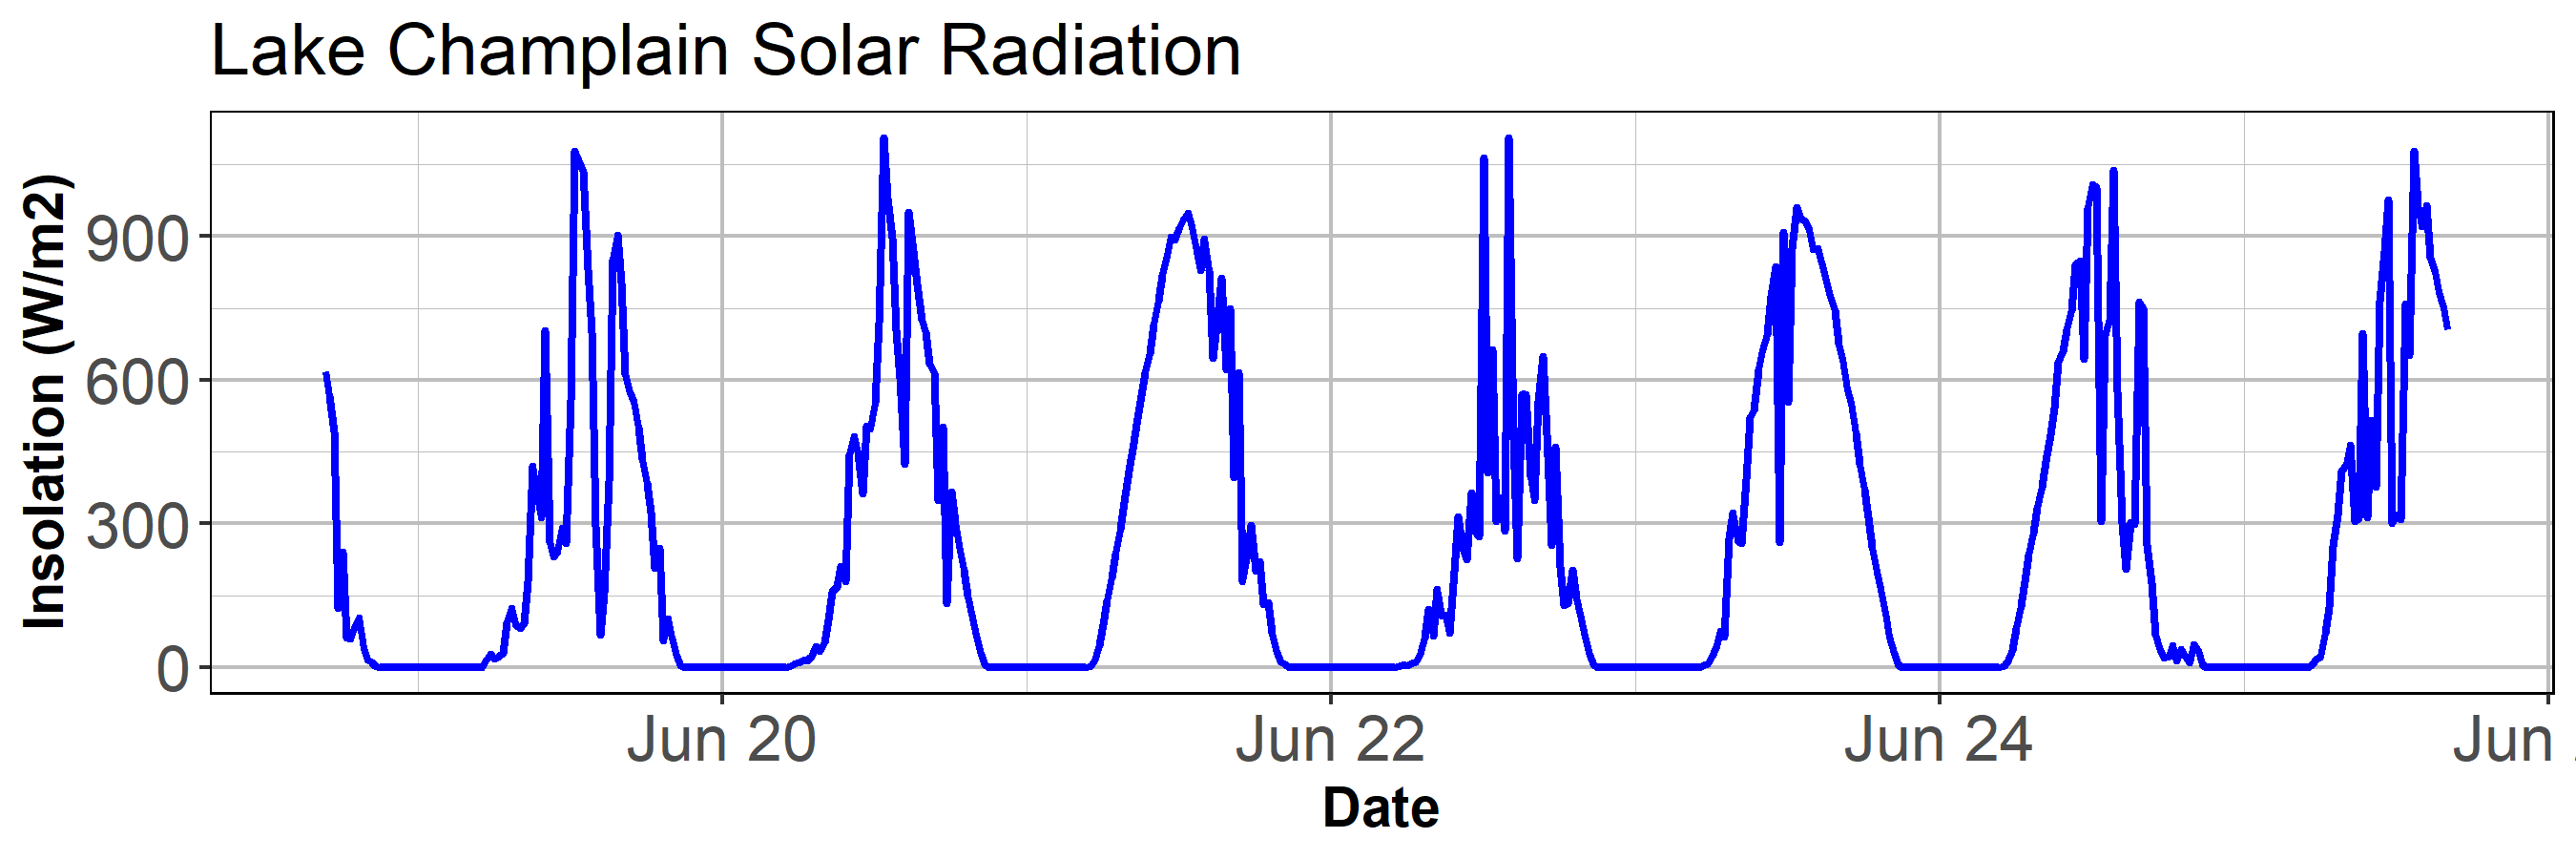 Lake Champlain Solar Radiation
Insolation (W/m2)
900
600
300
0
Jun 20
Jun 22
Jun 24
Jun
Date